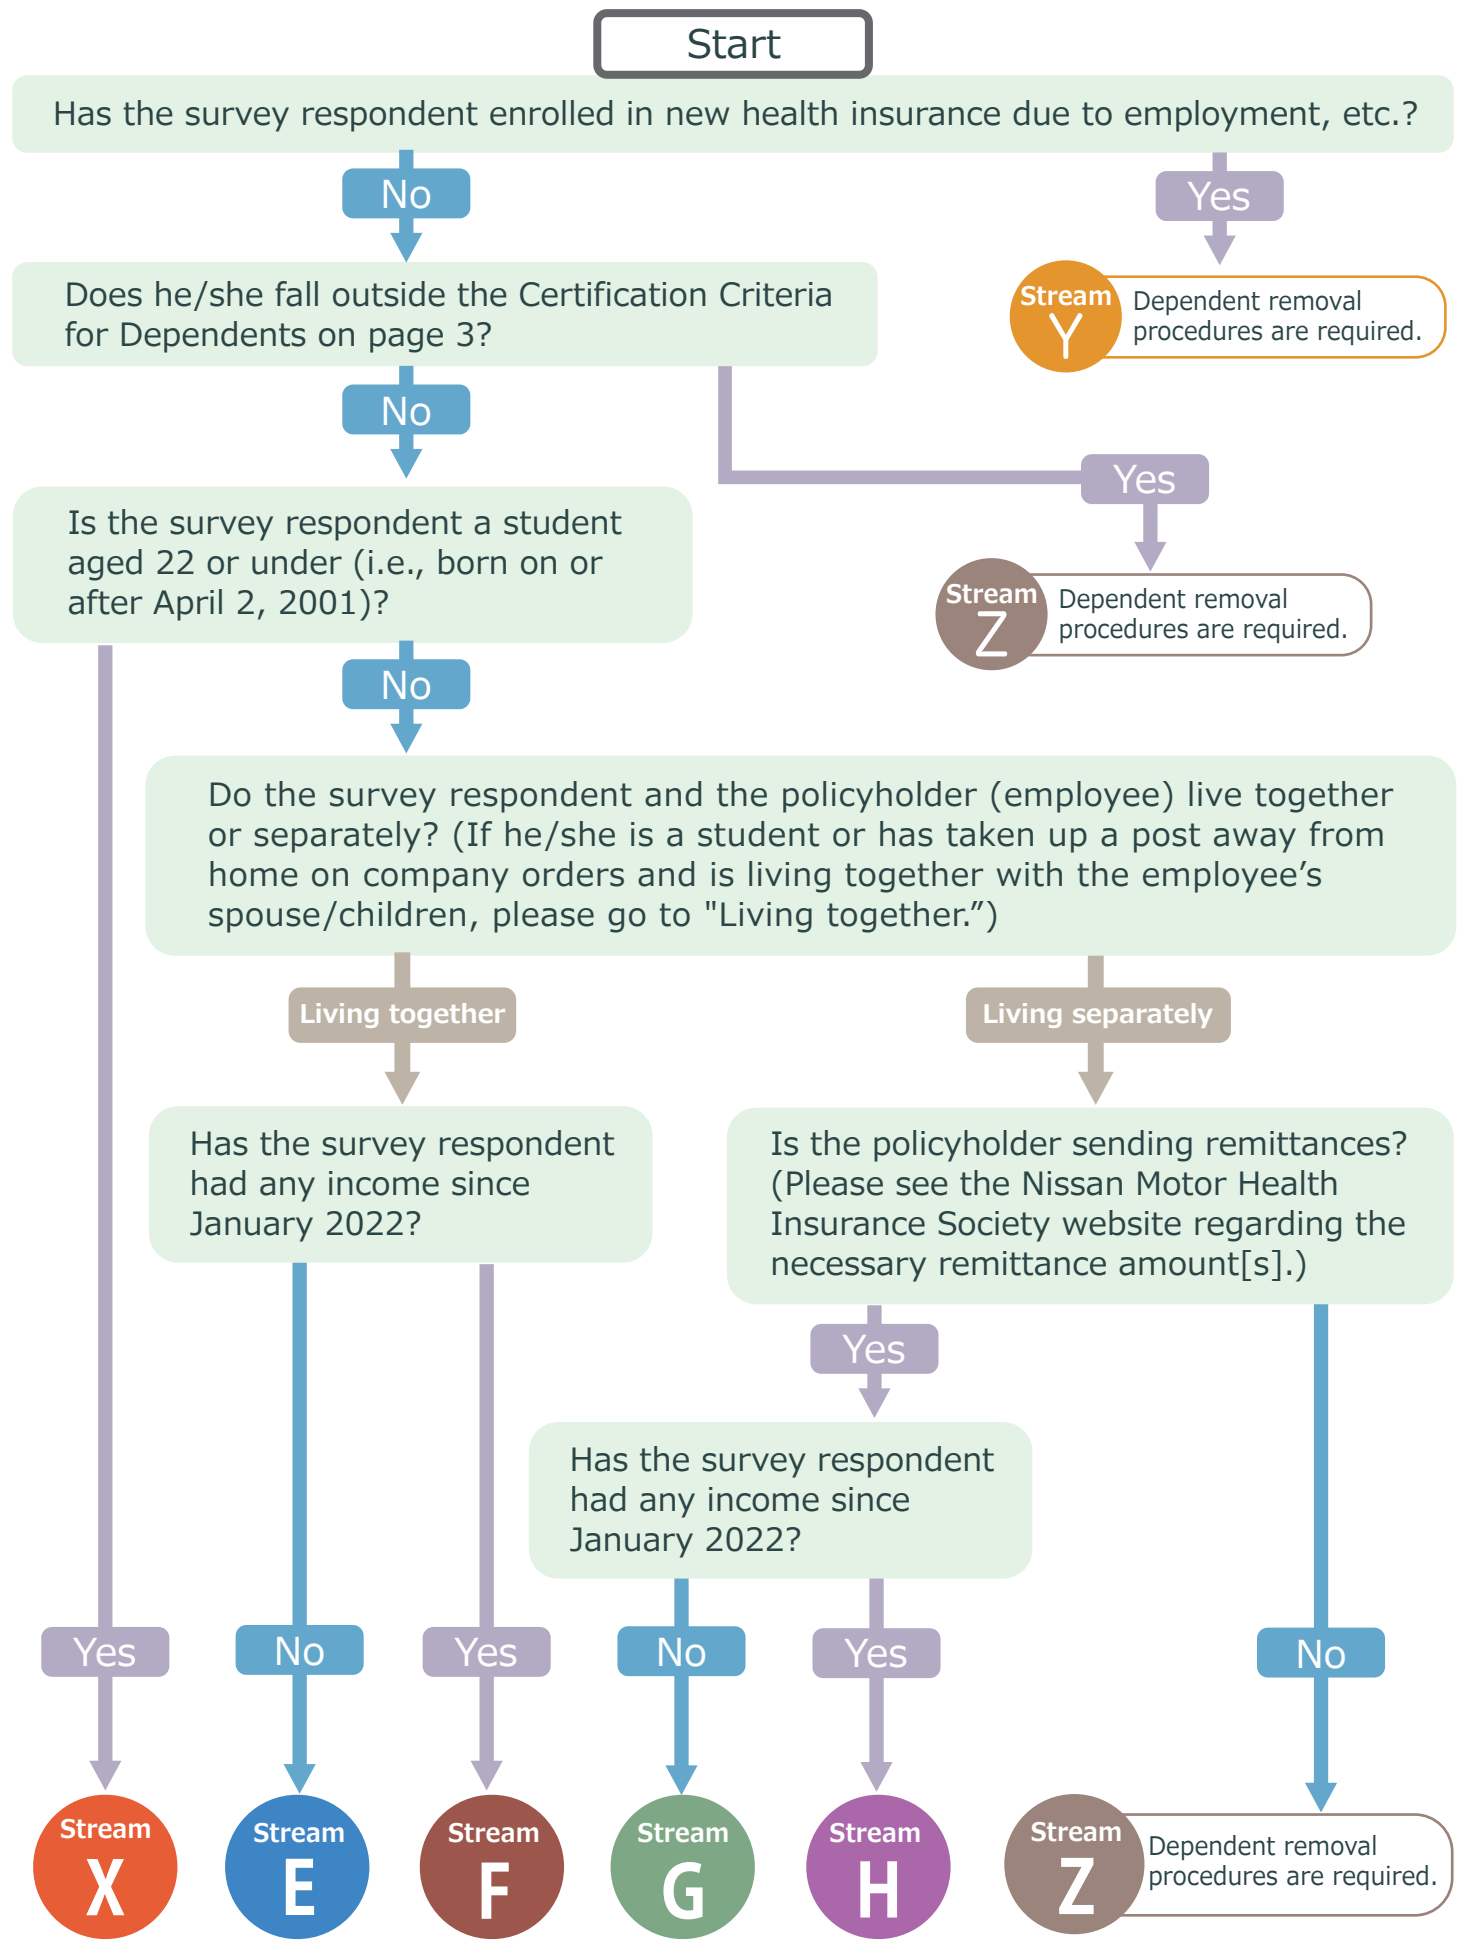 Start
Has the survey respondent enrolled in new health insurance due to employment, etc.?
No
Yes
Does he/she fall outside the Certification Criteria
for Dependents on page 3?
Stream
Y
Dependent removal
procedures are required.
No
Yes
Is the survey respondent a student
aged 22 or under (i.e., born on or
after April 2, 2001)?
Stream
Z
Dependent removal
procedures are required.
No
Do the survey respondent and the policyholder (employee) live together
or separately? (If he/she is a student or has taken up a post away from
home on company orders and is living together with the employee’s
spouse/children, please go to "Living together.”)
Living together
Living separately
Has the survey respondent
had any income since
January 2022?
Is the policyholder sending remittances?
(Please see the Nissan Motor Health
Insurance Society website regarding the
necessary remittance amount[s].)
Yes
Has the survey respondent
had any income since
January 2022?
Yes
No
Yes
No
Yes
No
Stream
X
Stream
E
Stream
F
Stream
G
Stream
H
Stream
Z
Dependent removal
procedures are required.